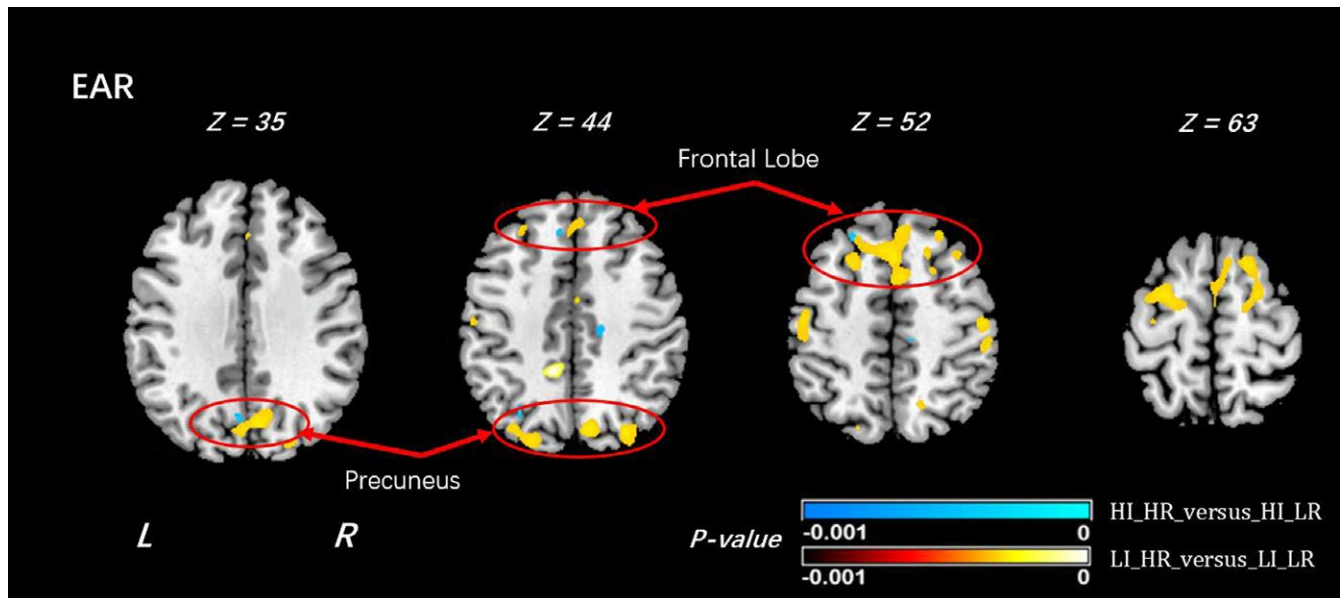 EAR
Z = 35
Z = 44
Z = 52
Z = 63
Frontal Lobe
Precuneus
L R
P-value
-0.001 0
HI_HR_versus_HI_LR
-0.001 0
LI_HR_versus_LI_LR